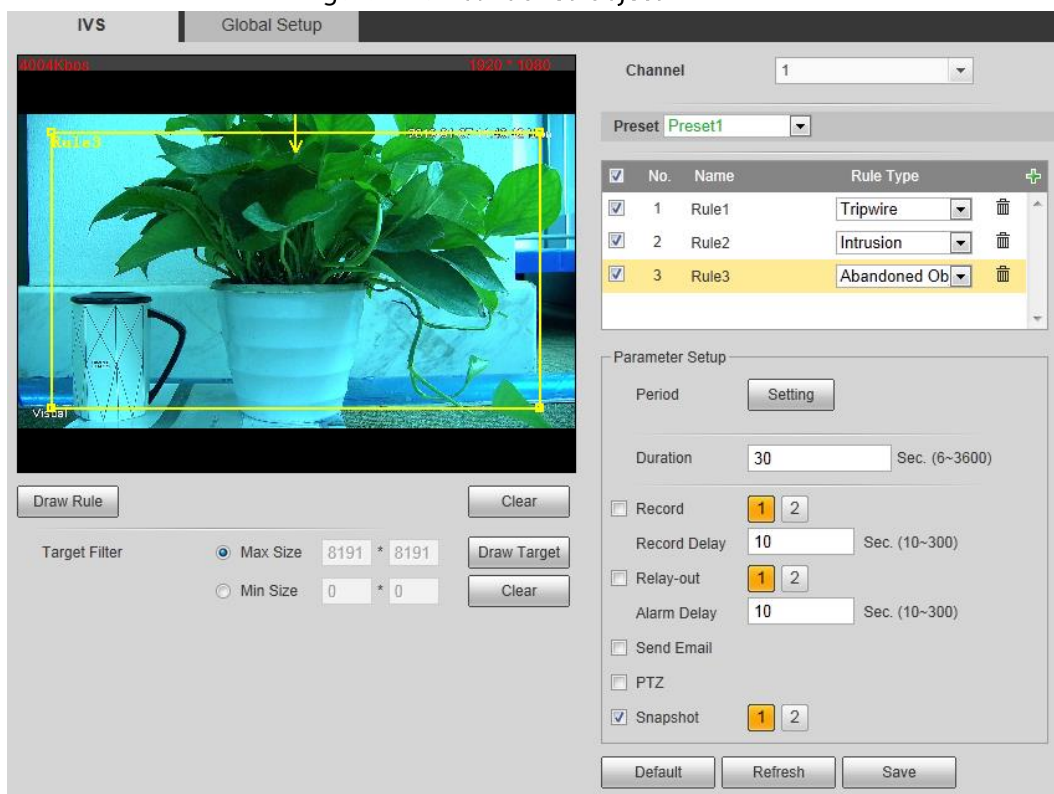 IVS Global Setup
4004Kbps 1920 * 1080
Rule3
Visual
Draw Rule Clear
Target Filter Max Size 8191 * 8191 Draw Target
Min Size 0 * 0 Clear
Channel 1
Preset Preset1
No. Name Rule Type
1 Rule1 Tripwire
2 Rule2 Intrusion
3 Rule3 Abandoned Ob
Parameter Setup
Period Setting
Duration 30 Sec. (6~3600)
Record 1 2
Record Delay 10 Sec. (10~300)
Relay-out 1 2
Alarm Delay 10 Sec. (10~300)
Send Email
PTZ
Snapshot 1 2
Default Refresh Save